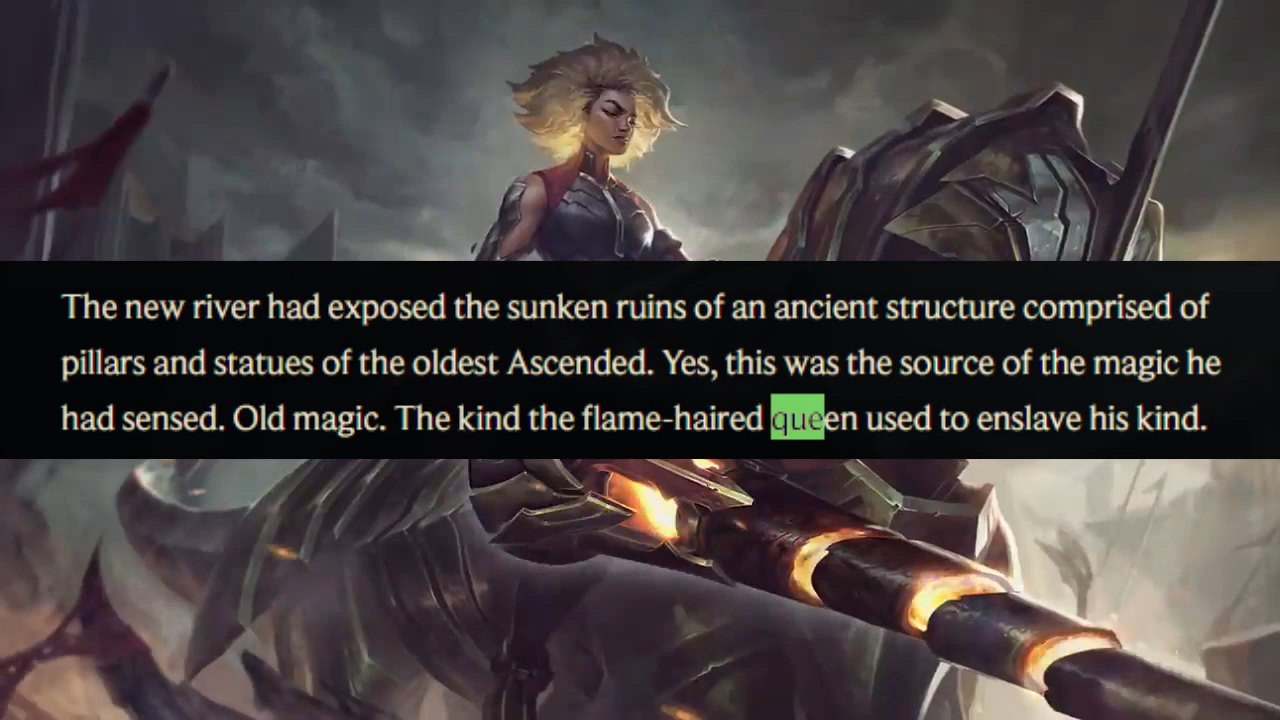 The new river had exposed the sunken ruins of an ancient structure comprised of
pillars and statues of the oldest Ascended. Yes, this was the source of the magic he
had sensed. Old magic. The kind the flame-haired queen used to enslave his kind.